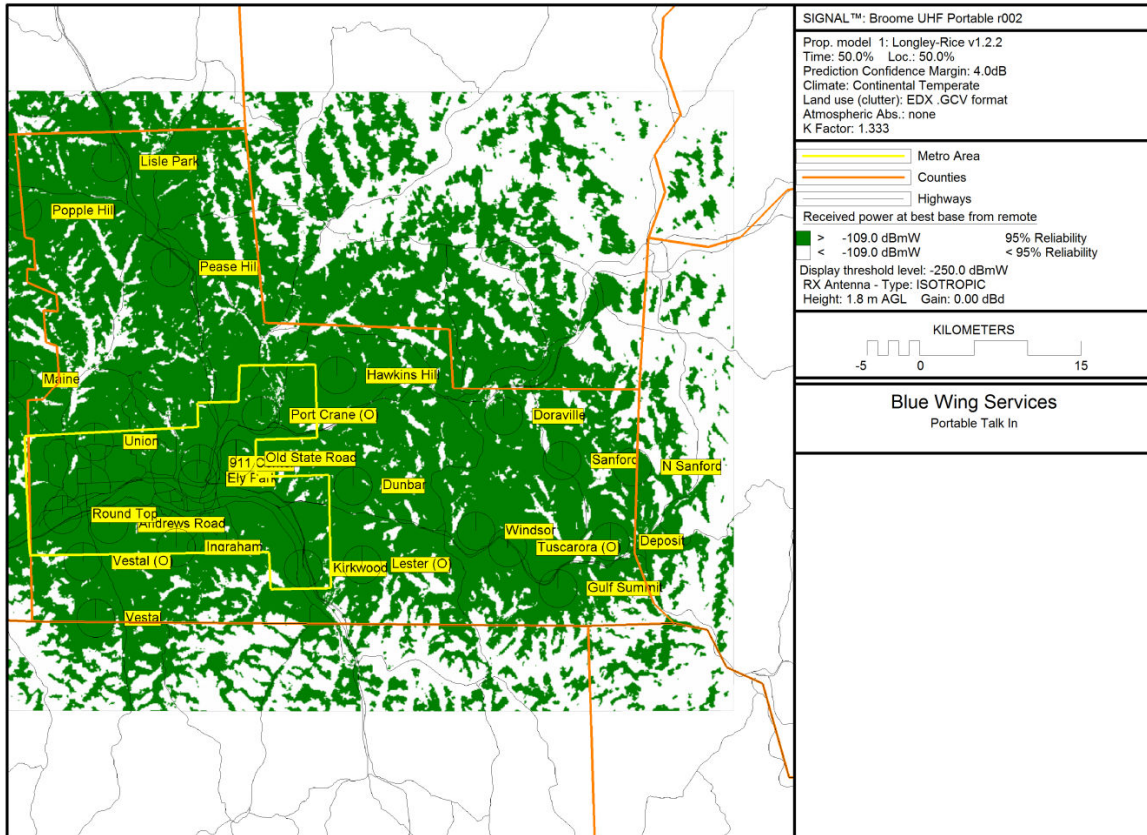 SIGNAL™: Broome UHF Portable r002
Prop. model 1: Longley-Rice v1.2.2
Time: 50.0% Loc.: 50.0%
Prediction Confidence Margin: 4.0dB
Climate: Continental Temperate
Land use (clutter): EDX .GCV format
Atmospheric Abs.: none
K Factor: 1.333
Metro Area
Counties
Highways
Received power at best base from remote
> -109.0 dBmW 95% Reliability
< -109.0 dBmW < 95% Reliability
Display threshold level: -250.0 dBmW
RX Antenna - Type: ISOTROPIC
Height: 1.8 m AGL Gain: 0.00 dBd
KILOMETERS
-5 0 15
Blue Wing Services
Portable Talk In
Lisle Park
Popple Hill
Pease Hill
Maine
Hawkins Hill
Port Crane (O)
Doraville
Union
Old State Road
911
Sanford
N Sanford
Ely Park
Dunbar
Round Top
Andrews Road
Windsor
Deposit
Ingraham
Tuscarora (O)
Vestal (O)
Kirkwood
Lester (O)
Gulf Summit
Vestal